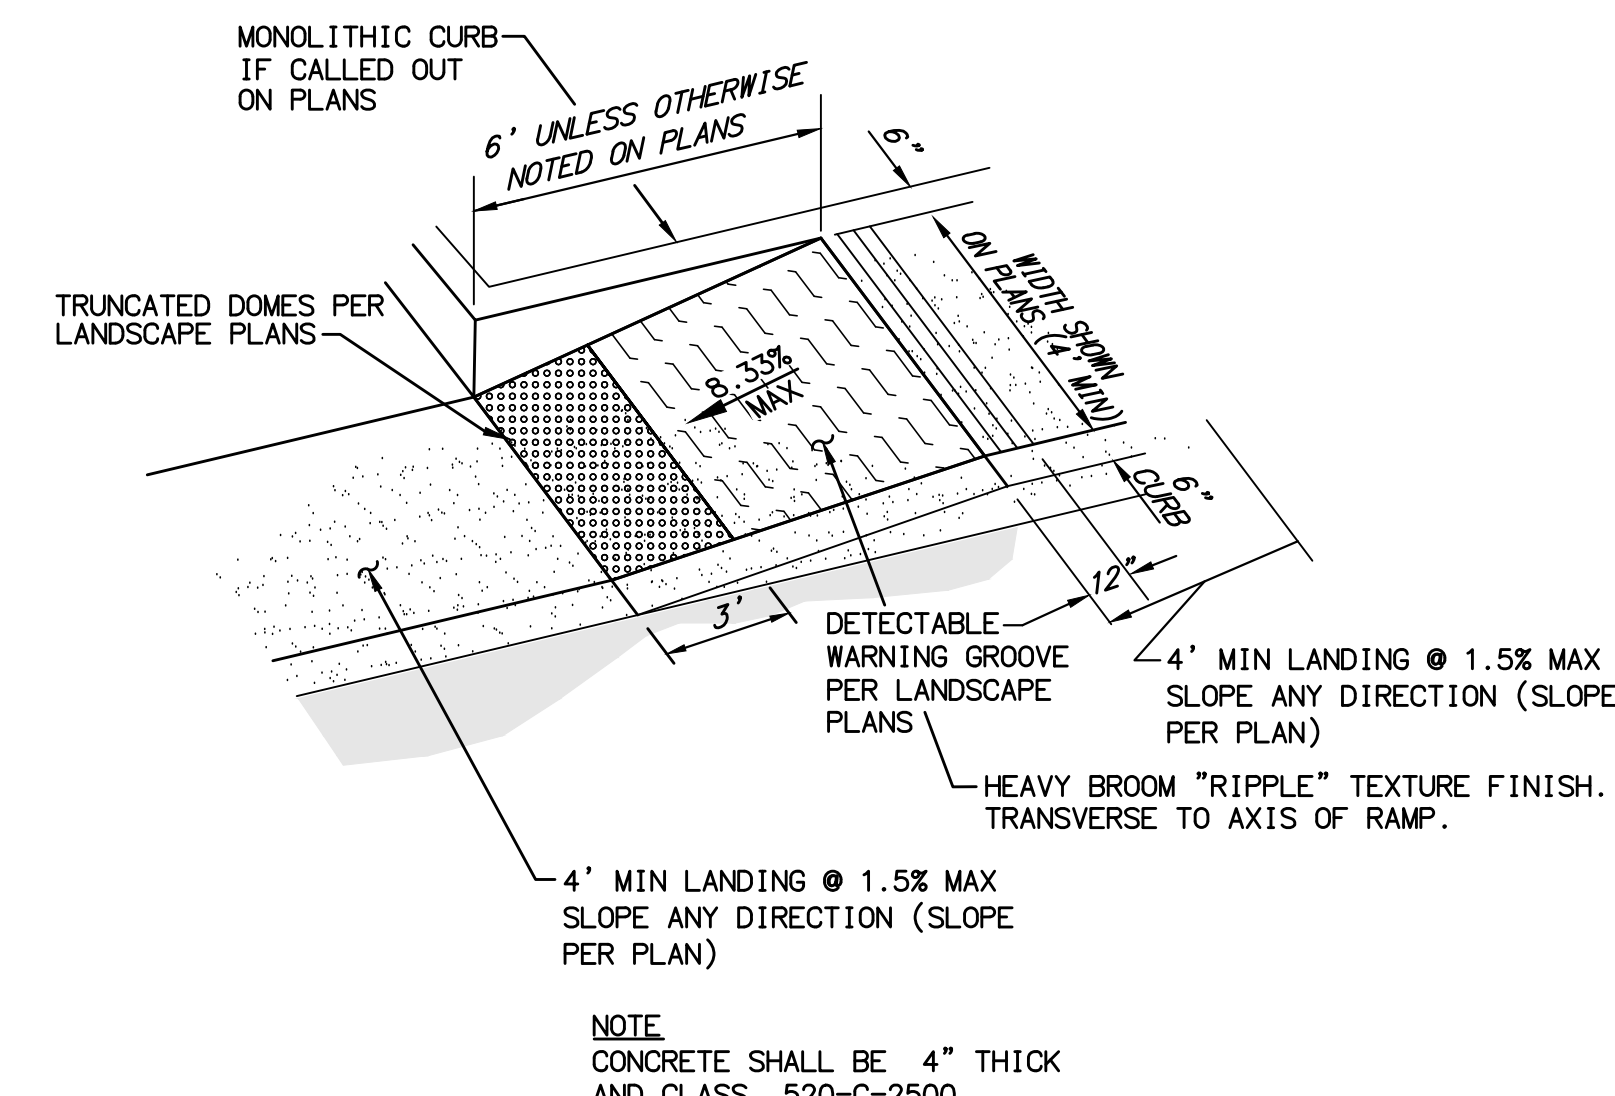 MONOLITHIC CURB
IF CALLED OUT
ON PLANS
6' UNLESS OTHERWISE
NOTED ON PLANS
6"
WIDTH SHOWN
ON PLANS (4' MIN)
TRUNCATED DOMES PER
LANDSCAPE PLANS
8.33%
MAX
6"
CURB
12"
3'
DETECTABLE
WARNING GROOVE
PER LANDSCAPE
PLANS
4' MIN LANDING @ 1.5% MAX
SLOPE ANY DIRECTION (SLOPE
PER PLAN)
HEAVY BROOM "RIPPLE" TEXTURE FINISH.
TRANSVERSE TO AXIS OF RAMP.
4' MIN LANDING @ 1.5% MAX
SLOPE ANY DIRECTION (SLOPE
PER PLAN)
NOTE
CONCRETE SHALL BE 4" THICK
AND CLASS 520-C-2500